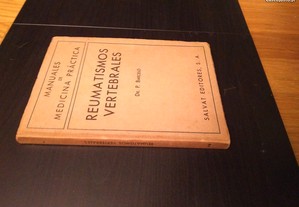 MANUALES
DE
MEDICINA PRÁCTICA
REUMATISMOS
VERTEBRALES
SALVAT EDITORES, S. A.